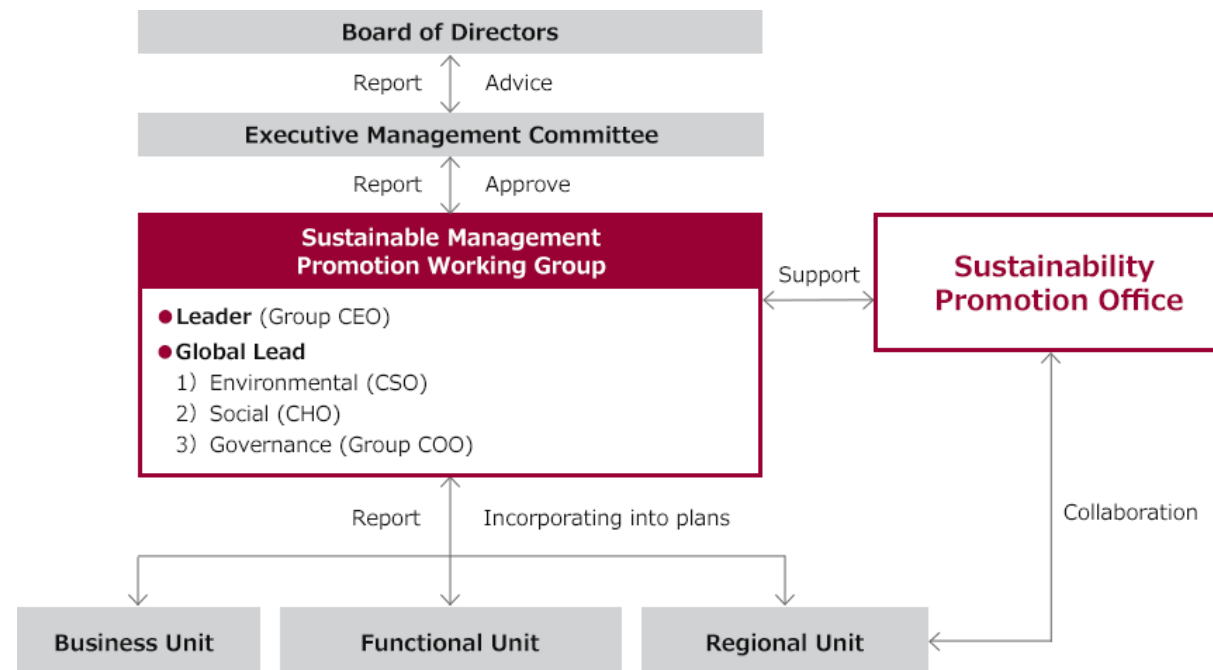 Board of Directors
Report
Advice
Executive Management Committee
Report
Approve
Sustainable Management
Promotion Working Group
●Leader (Group CEO)
●Global Lead
1）Environmental (CSO)
2）Social (CHO)
3）Governance (Group COO)
Support
Sustainability
Promotion Office
Report
Incorporating into plans
Collaboration
Business Unit
Functional Unit
Regional Unit